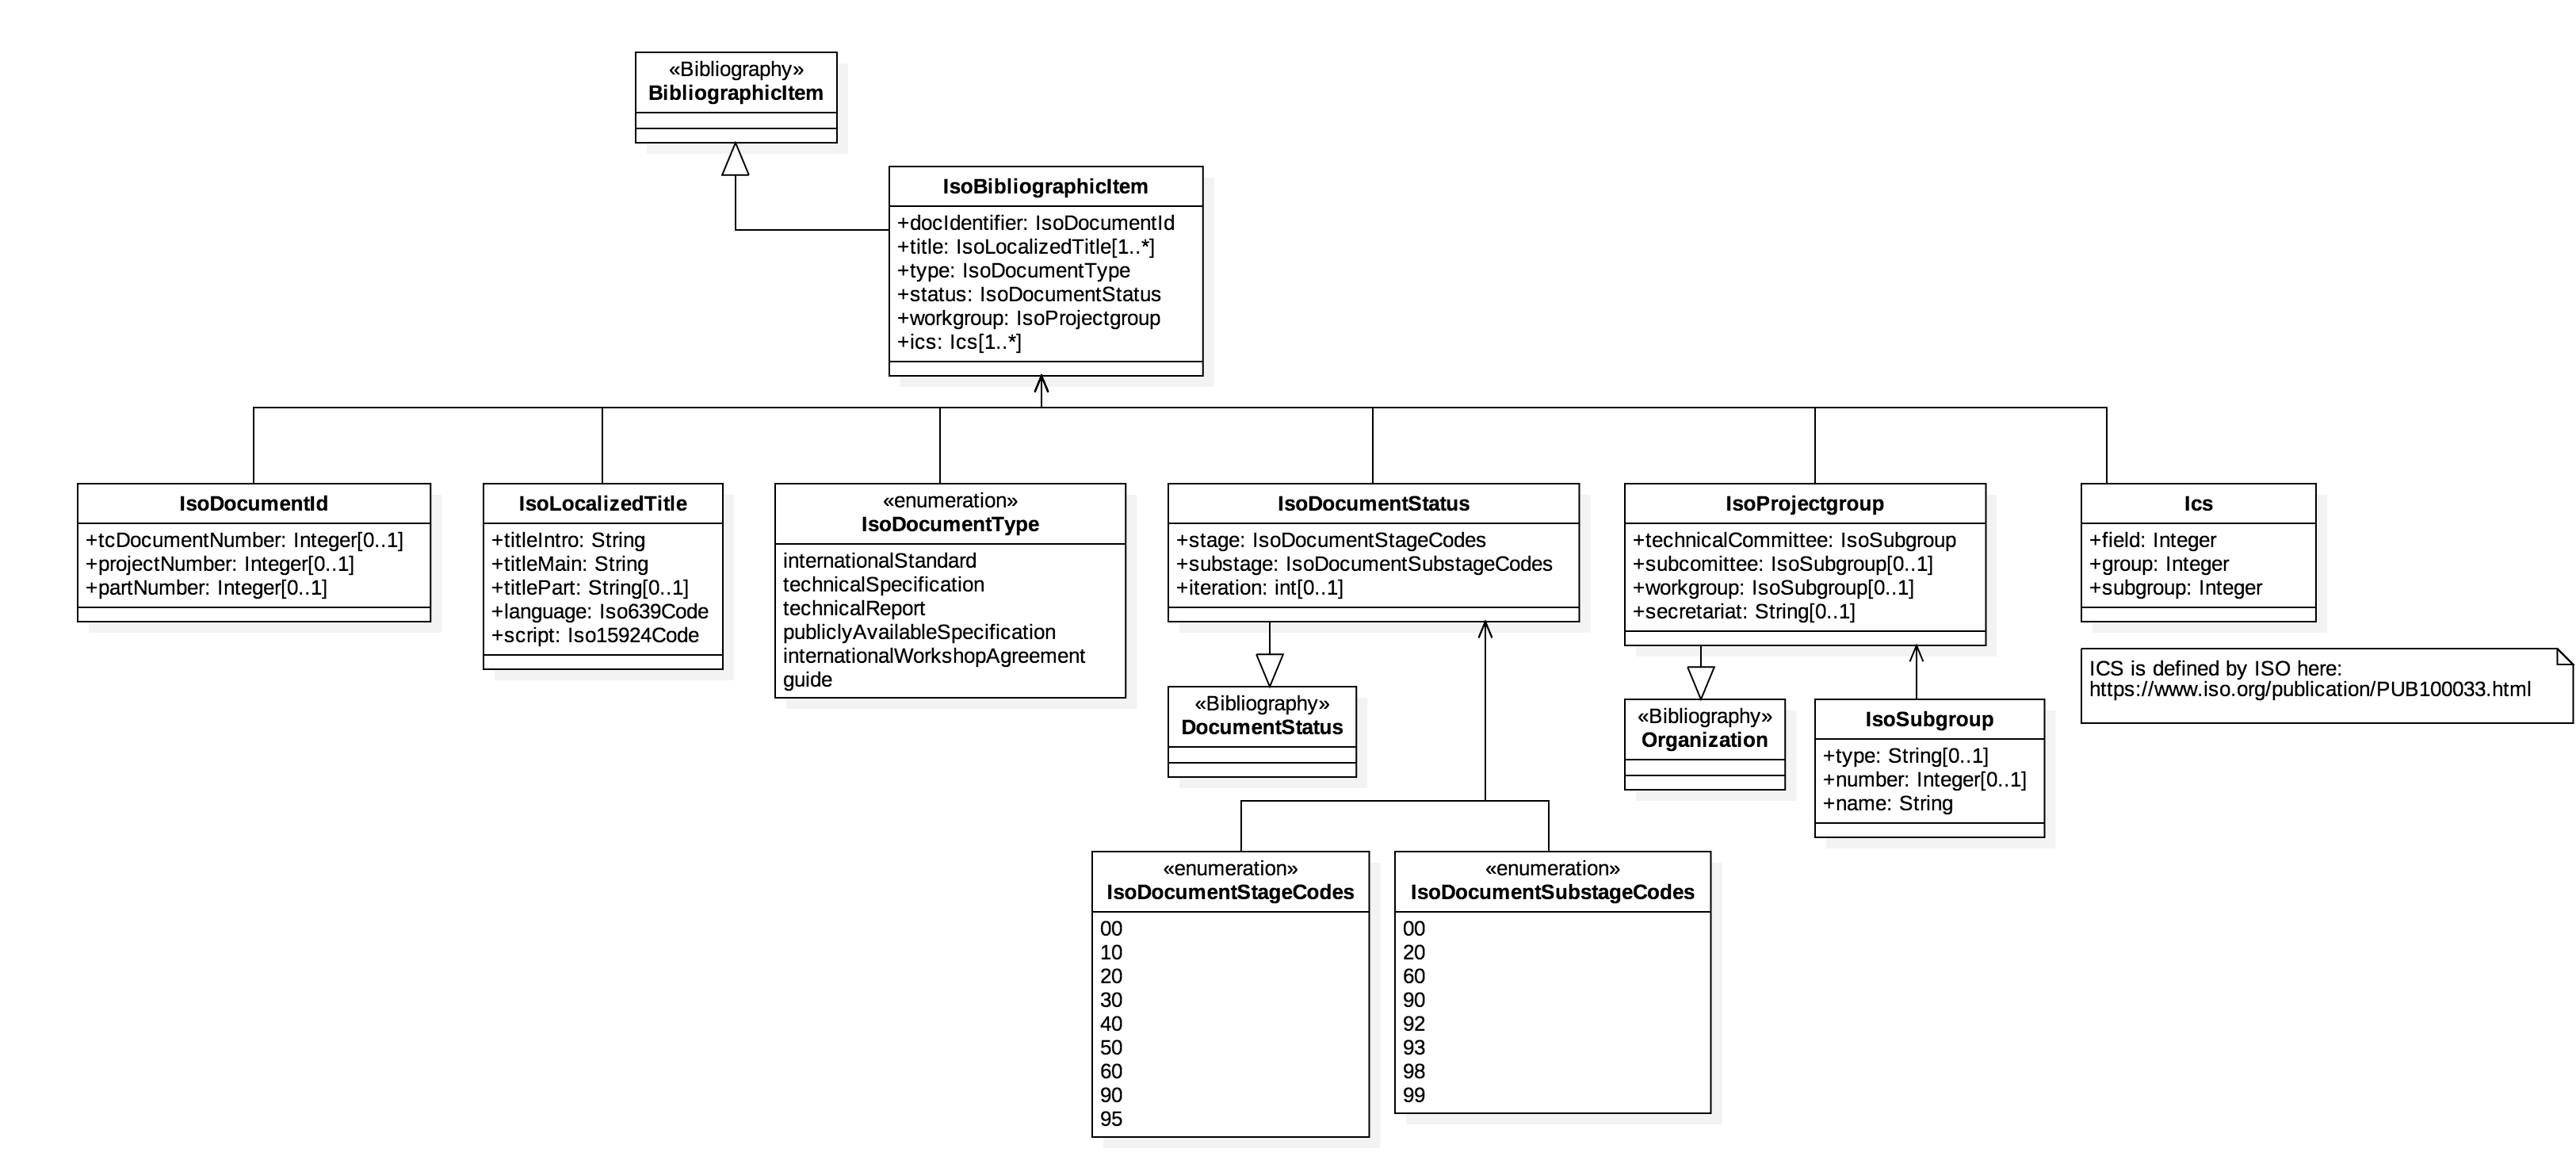 «Bibliography»
BibliographicItem
IsoBibliographicItem
+docIdentifier: IsoDocumentId
+title: IsoLocalizedTitle[1..*]
+type: IsoDocumentType
+status: IsoDocumentStatus
+workgroup: IsoProjectgroup
+ics: Ics[1..*]
IsoDocumentId
+tcDocumentNumber: Integer[0..1]
+projectNumber: Integer[0..1]
+partNumber: Integer[0..1]
IsoLocalizedTitle
+titleIntro: String
+titleMain: String
+titlePart: String[0..1]
+language: Iso639Code
+script: Iso15924Code
«enumeration»
IsoDocumentType
internationalStandard
technicalSpecification
technicalReport
publiclyAvailableSpecification
internationalWorkshopAgreement
guide
IsoDocumentStatus
+stage: IsoDocumentStageCodes
+substage: IsoDocumentSubstageCodes
+iteration: int[0..1]
IsoProjectgroup
+technicalCommittee: IsoSubgroup
+subcomittee: IsoSubgroup[0..1]
+workgroup: IsoSubgroup[0..1]
+secretariat: String[0..1]
Ics
+field: Integer
+group: Integer
+subgroup: Integer
ICS is defined by ISO here:
https://www.iso.org/publication/PUB100033.html
«Bibliography»
DocumentStatus
«Bibliography»
Organization
IsoSubgroup
+type: String[0..1]
+number: Integer[0..1]
+name: String
«enumeration»
IsoDocumentStageCodes
00
10
20
30
40
50
60
90
95
«enumeration»
IsoDocumentSubstageCodes
00
20
60
90
92
93
98
99